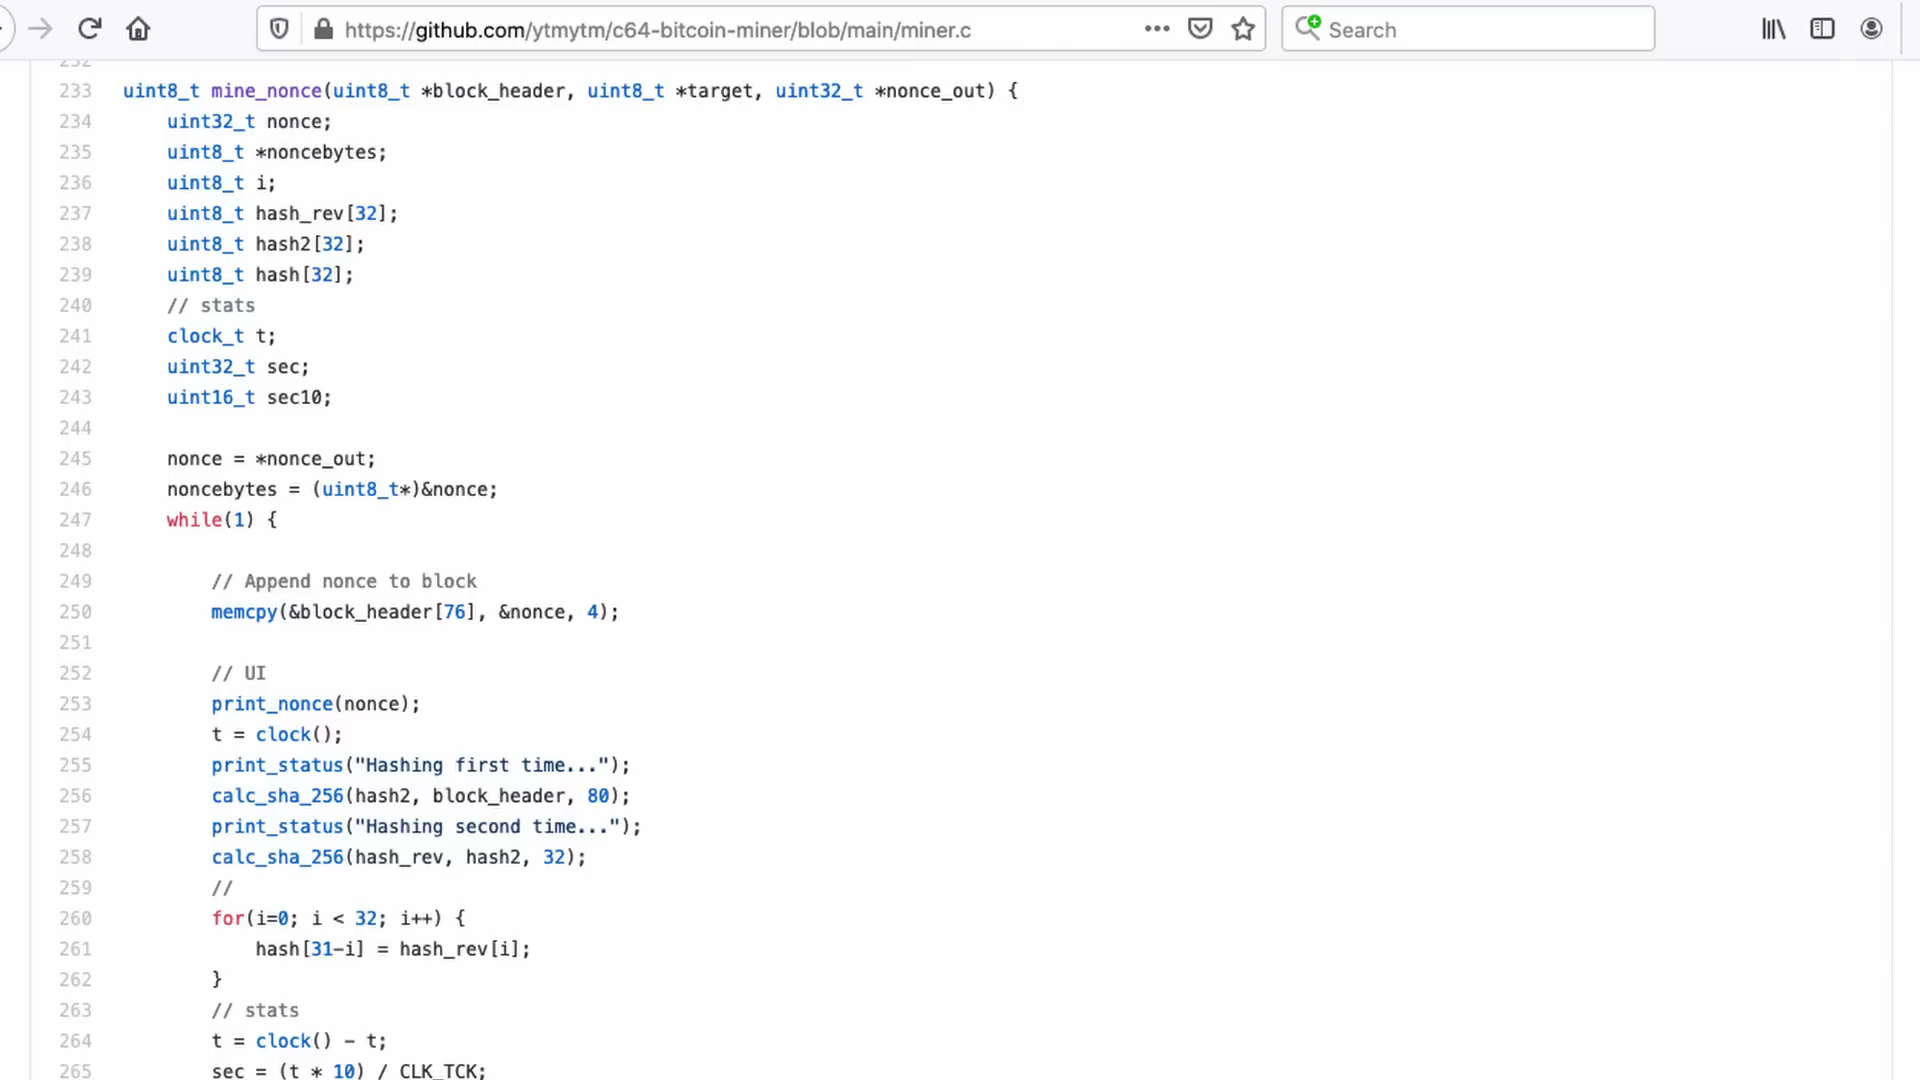 https://github.com/ytmytm/c64-bitcoin-miner/blob/main/miner.c
Search
232
233 uint8_t mine_nonce(uint8_t *block_header, uint8_t *target, uint32_t *nonce_out) {
234 uint32_t nonce;
235 uint8_t *noncebytes;
236 uint8_t i;
237 uint8_t hash_rev[32];
238 uint8_t hash2[32];
239 uint8_t hash[32];
240 // stats
241 clock_t t;
242 uint32_t sec;
243 uint16_t sec10;
244
245 nonce = *nonce_out;
246 noncebytes = (uint8_t*)&nonce;
247 while(1) {
248
249 // Append nonce to block
250 memcpy(&block_header[76], &nonce, 4);
251
252 // UI
253 print_nonce(nonce);
254 t = clock();
255 print_status("Hashing first time...");
256 calc_sha_256(hash2, block_header, 80);
257 print_status("Hashing second time...");
258 calc_sha_256(hash_rev, hash2, 32);
259 //
260 for(i=0; i < 32; i++) {
261 hash[31-i] = hash_rev[i];
262 }
263 // stats
264 t = clock() - t;
265 sec = (t * 10) / CLK_TCK;